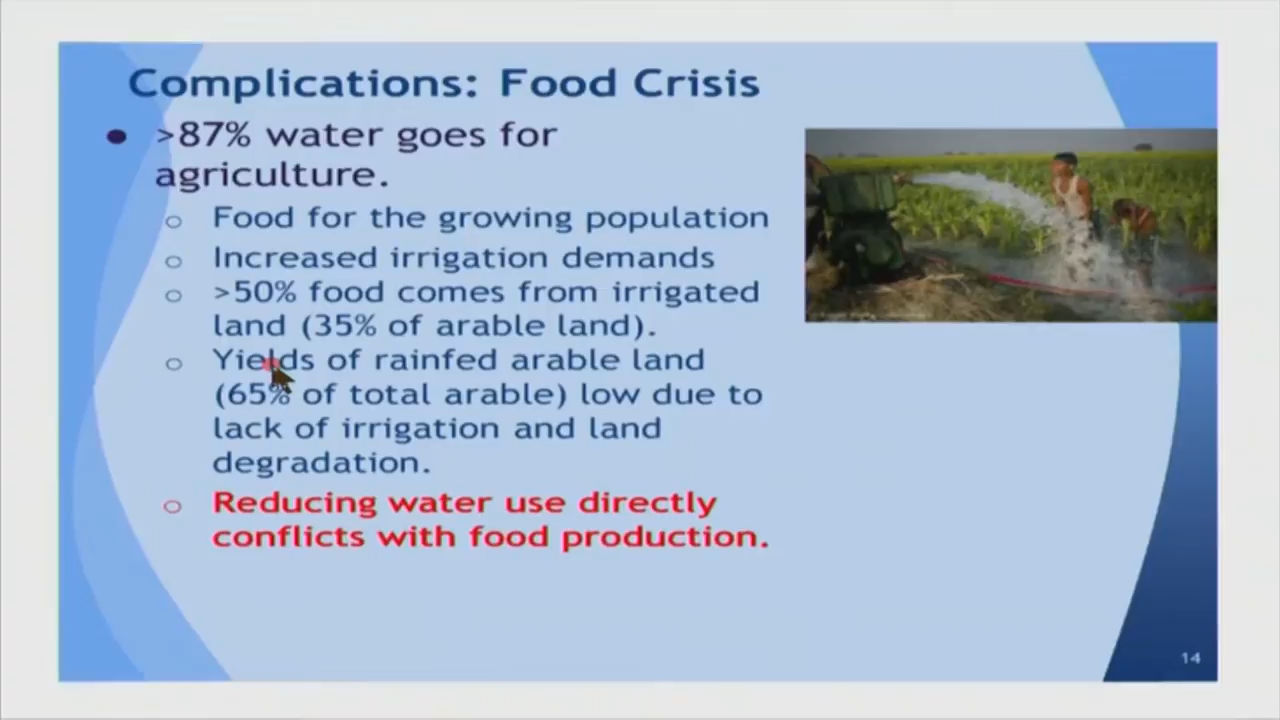 Complications: Food Crisis
● >87% water goes for
agriculture.
o Food for the growing population
o Increased irrigation demands
o >50% food comes from irrigated
land (35% of arable land).
o Yields of rainfed arable land
(65% of total arable) low due to
lack of irrigation and land
degradation.
o Reducing water use directly
conflicts with food production.
14